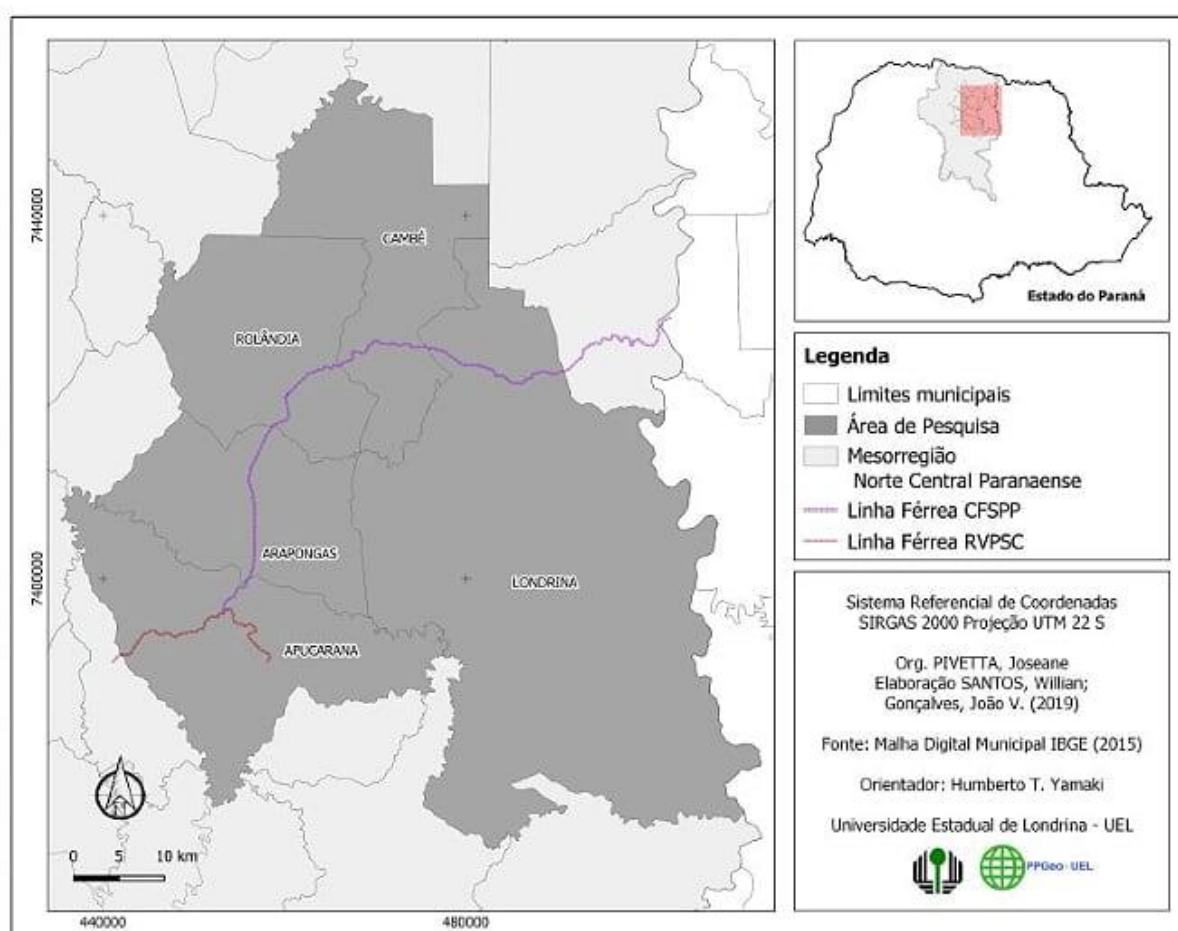 7440000
7400000
440000
480000
CAMBÉ
ROLÂNDIA
ARAPONGAS
LONDRINA
APUCARANA
0 5 10 km
Estado do Paraná
Legenda
Limites municipais
Área de Pesquisa
Mesorregião
Norte Central Paranaense
Linha Férrea CFSPP
Linha Férrea RVPSC
Sistema Referencial de Coordenadas
SIRGAS 2000 Projeção UTM 22 S
Org. PIVETTA, Joseane
Elaboração SANTOS, Willian;
Gonçalves, João V. (2019)
Fonte: Malha Digital Municipal IBGE (2015)
Orientador: Humberto T. Yamaki
Universidade Estadual de Londrina - UEL
PPGeo-UEL